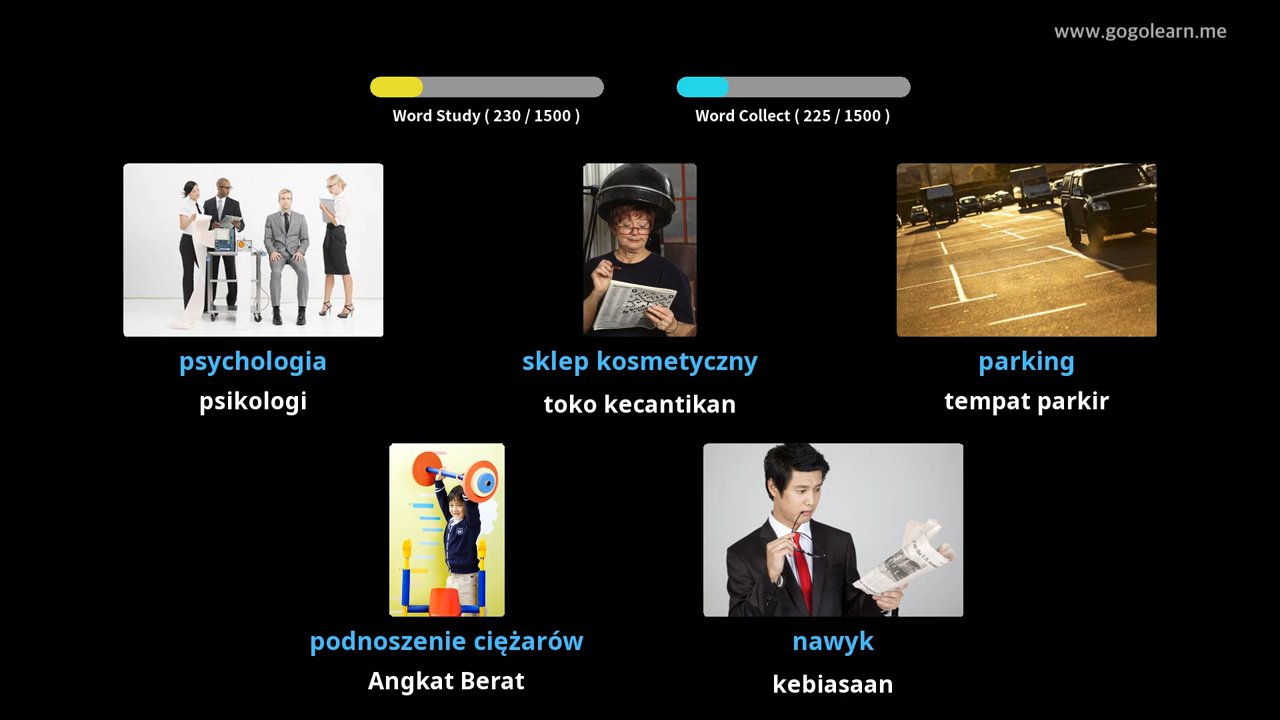 www.gogolearn.me
Word Study ( 230 / 1500 )
Word Collect ( 225 / 1500 )
psychologia
sklep kosmetyczny
parking
psikologi
toko kecantikan
tempat parkir
podnoszenie ciężarów
nawyk
Angkat Berat
kebiasaan